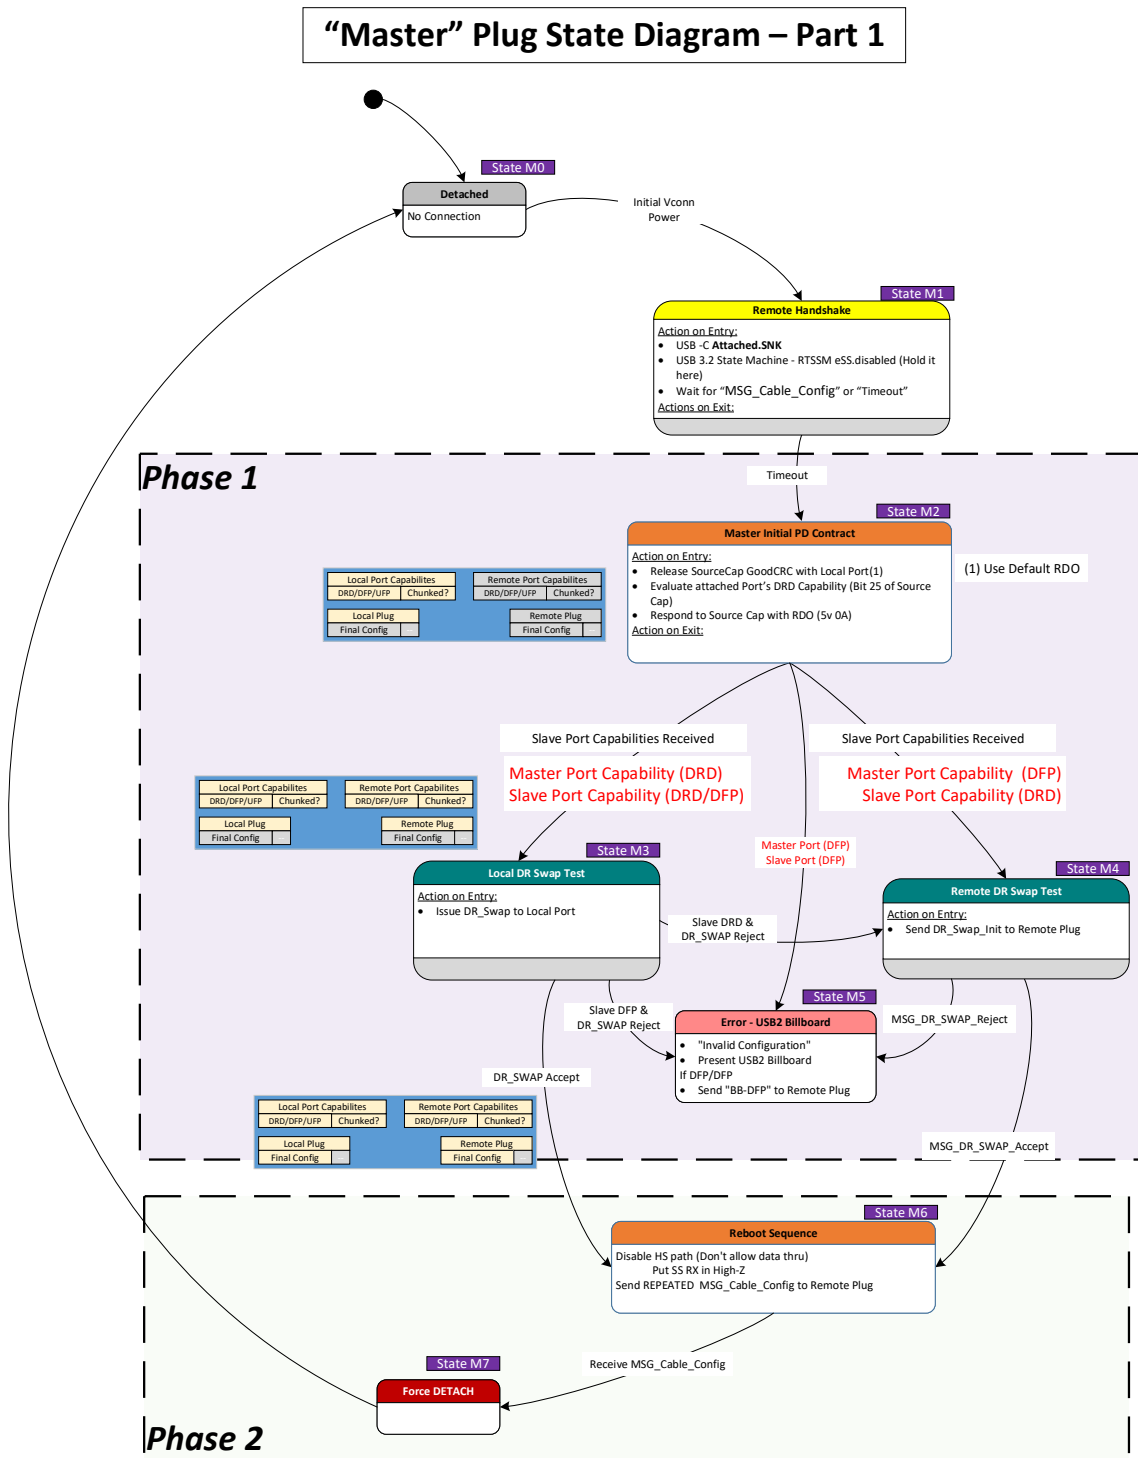 “Master” Plug State Diagram – Part 1
State M0
Detached
No Connection
Initial Vconn
Power
State M1
Remote Handshake
Action on Entry:
• USB -C Attached.SNK
• USB 3.2 State Machine - RTSSM eSS.disabled (Hold it
here)
• Wait for “MSG_Cable_Config” or “Timeout”
Actions on Exit:
Phase 1
Timeout
State M2
Master Initial PD Contract
Action on Entry:
• Release SourceCap GoodCRC with Local Port(1)
• Evaluate attached Port’s DRD Capability (Bit 25 of Source
Cap)
• Respond to Source Cap with RDO (5v 0A)
Action on Exit:
(1) Use Default RDO
Local Port Capabilites
DRD/DFP/UFP Chunked?
Remote Port Capabilites
DRD/DFP/UFP Chunked?
Local Plug
Final Config
Remote Plug
Final Config
Slave Port Capabilities Received
Master Port Capability (DRD)
Slave Port Capability (DRD/DFP)
Slave Port Capabilities Received
Master Port Capability (DFP)
Slave Port Capability (DRD)
Local Port Capabilites
DRD/DFP/UFP Chunked?
Remote Port Capabilites
DRD/DFP/UFP Chunked?
Local Plug
Final Config
Remote Plug
Final Config
Master Port (DFP)
Slave Port (DFP)
State M3
Local DR Swap Test
Action on Entry:
• Issue DR_Swap to Local Port
State M4
Remote DR Swap Test
Action on Entry:
• Send DR_Swap_Init to Remote Plug
Slave DRD &
DR_SWAP Reject
State M5
Error - USB2 Billboard
• "Invalid Configuration"
• Present USB2 Billboard
If DFP/DFP
• Send "BB-DFP" to Remote Plug
Slave DFP &
DR_SWAP Reject
MSG_DR_SWAP_Reject
DR_SWAP Accept
Local Port Capabilites
DRD/DFP/UFP Chunked?
Remote Port Capabilites
DRD/DFP/UFP Chunked?
Local Plug
Final Config
Remote Plug
Final Config
MSG_DR_SWAP_Accept
State M6
Reboot Sequence
Disable HS path (Don't allow data thru)
Put SS RX in High-Z
Send REPEATED MSG_Cable_Config to Remote Plug
Receive MSG_Cable_Config
State M7
Force DETACH
Phase 2